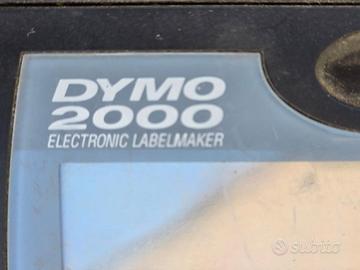 DYMO
2000
ELECTRONIC LABELMAKER
subito